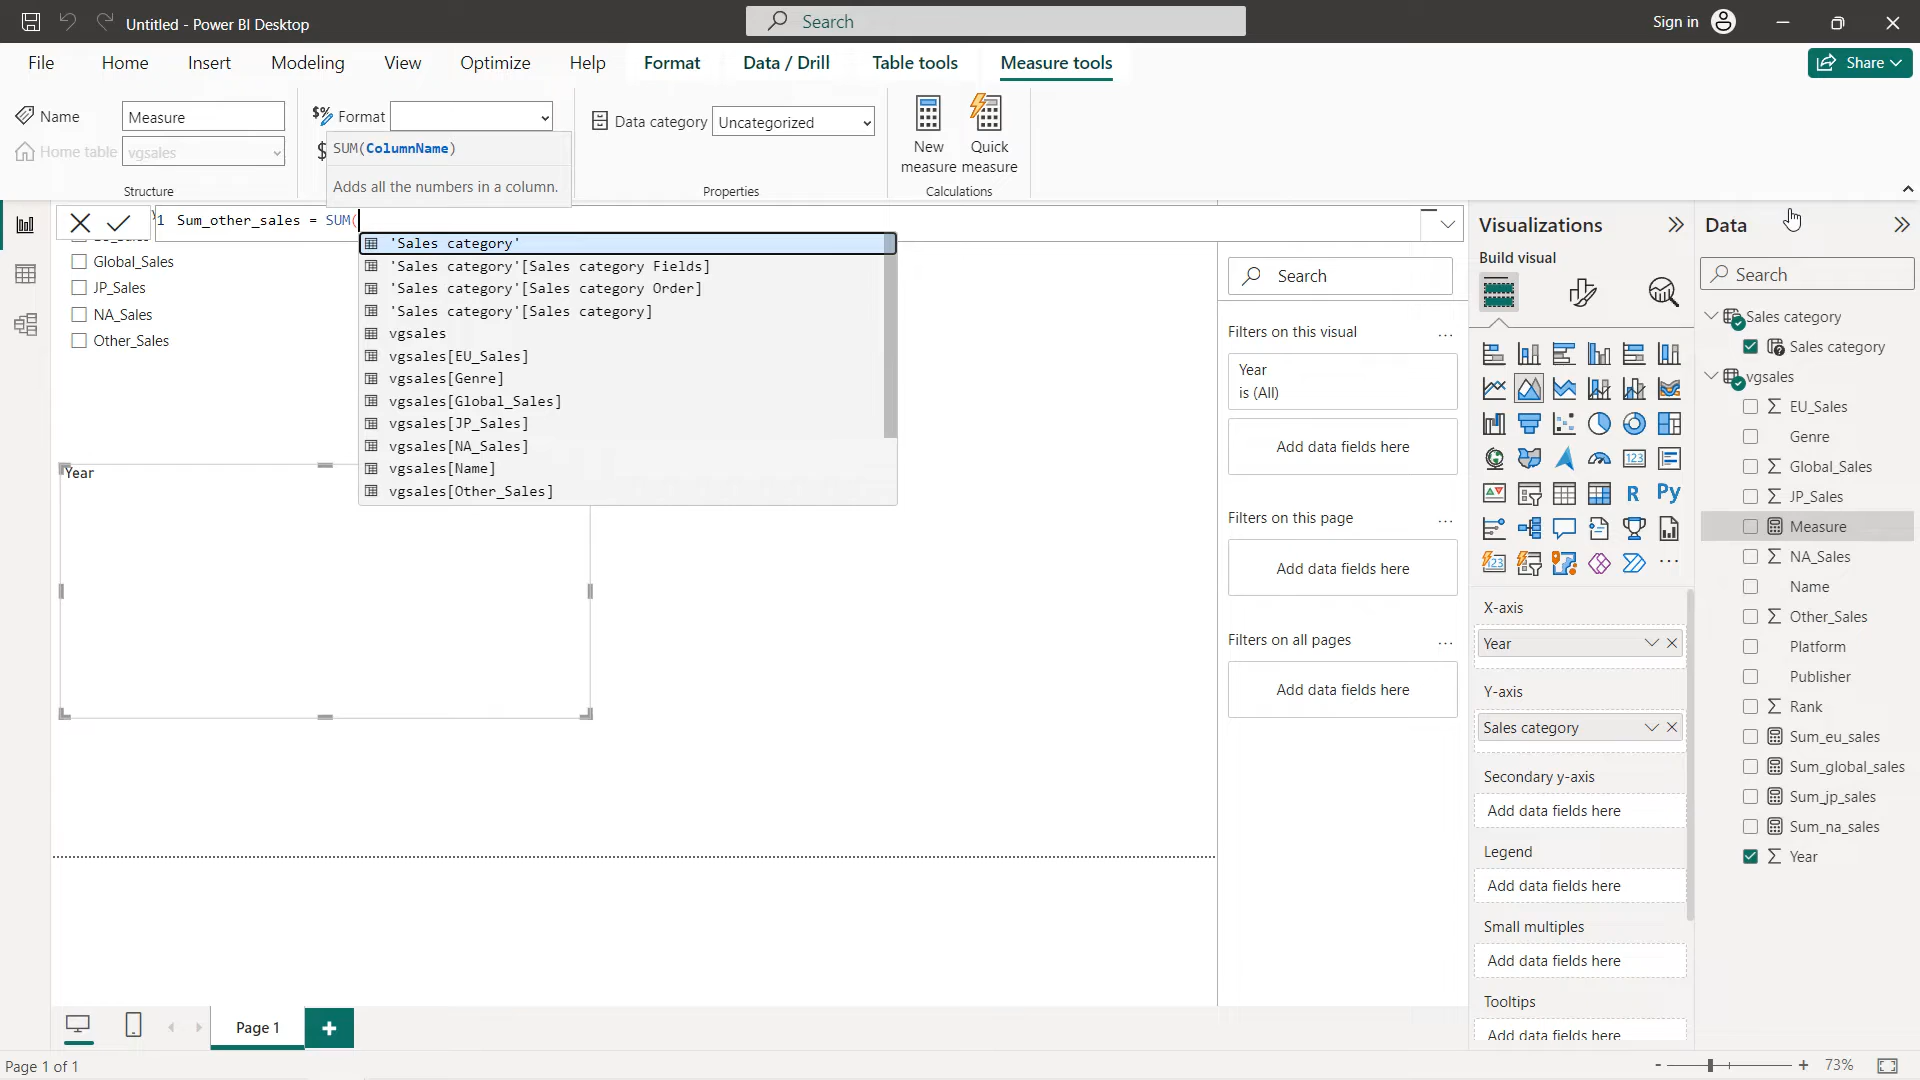 Untitled - Power BI Desktop
Search
Sign in
File
Home
Insert
Modeling
View
Optimize
Help
Format
Data / Drill
Table tools
Measure tools
Share
Name
Measure
Home table
vgsales
Structure
$% Format
$
SUM(ColumnName)
Adds all the numbers in a column.
Data category
Uncategorized
Properties
New measure
Quick measure
Calculations
1 Sum_other_sales = SUM(
'Sales category'
'Sales category'[Sales category Fields]
'Sales category'[Sales category Order]
'Sales category'[Sales category]
vgsales
vgsales[EU_Sales]
vgsales[Genre]
vgsales[Global_Sales]
vgsales[JP_Sales]
vgsales[NA_Sales]
vgsales[Name]
vgsales[Other_Sales]
Global_Sales
JP_Sales
NA_Sales
Other_Sales
Year
Search
Filters on this visual
...
Year
is (All)
Add data fields here
Filters on this page
...
Add data fields here
Filters on all pages
...
Add data fields here
Visualizations
Build visual
123
R
Py
123
...
X-axis
Year
Y-axis
Sales category
Secondary y-axis
Add data fields here
Legend
Add data fields here
Small multiples
Add data fields here
Tooltips
Add data fields here
Data
Search
Sales category
Sales category
vgsales
Σ EU_Sales
Genre
Σ Global_Sales
Σ JP_Sales
Measure
Σ NA_Sales
Name
Σ Other_Sales
Platform
Publisher
Σ Rank
Sum_eu_sales
Sum_global_sales
Sum_jp_sales
Sum_na_sales
Σ Year
Page 1
+
Page 1 of 1
- + 73%